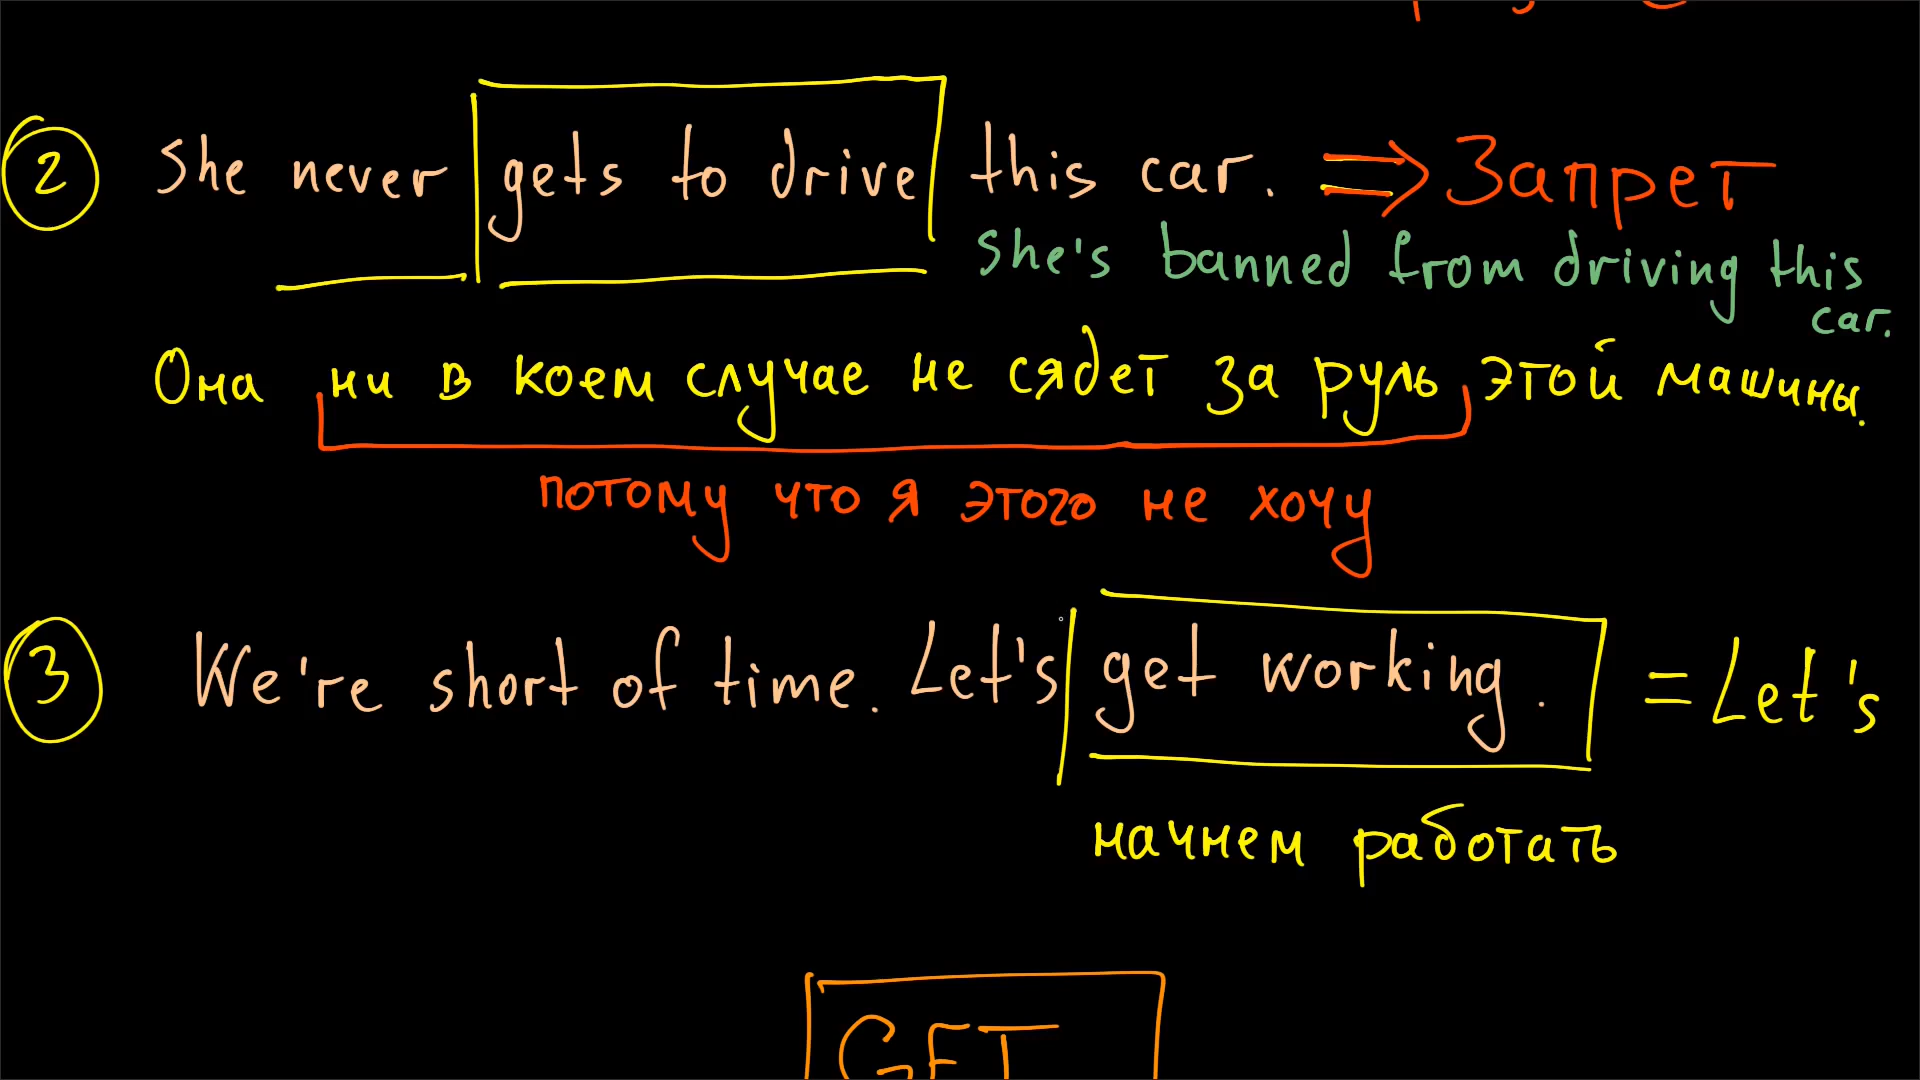 2 She never gets to drive this car. ⇒ Запрет
She's banned from driving this
car.
Она ни в коем случае не сядет за руль этой машины.
потому что я этого не хочу
3 We're short of time. Let's get working. = Let's
начнем работать
GET